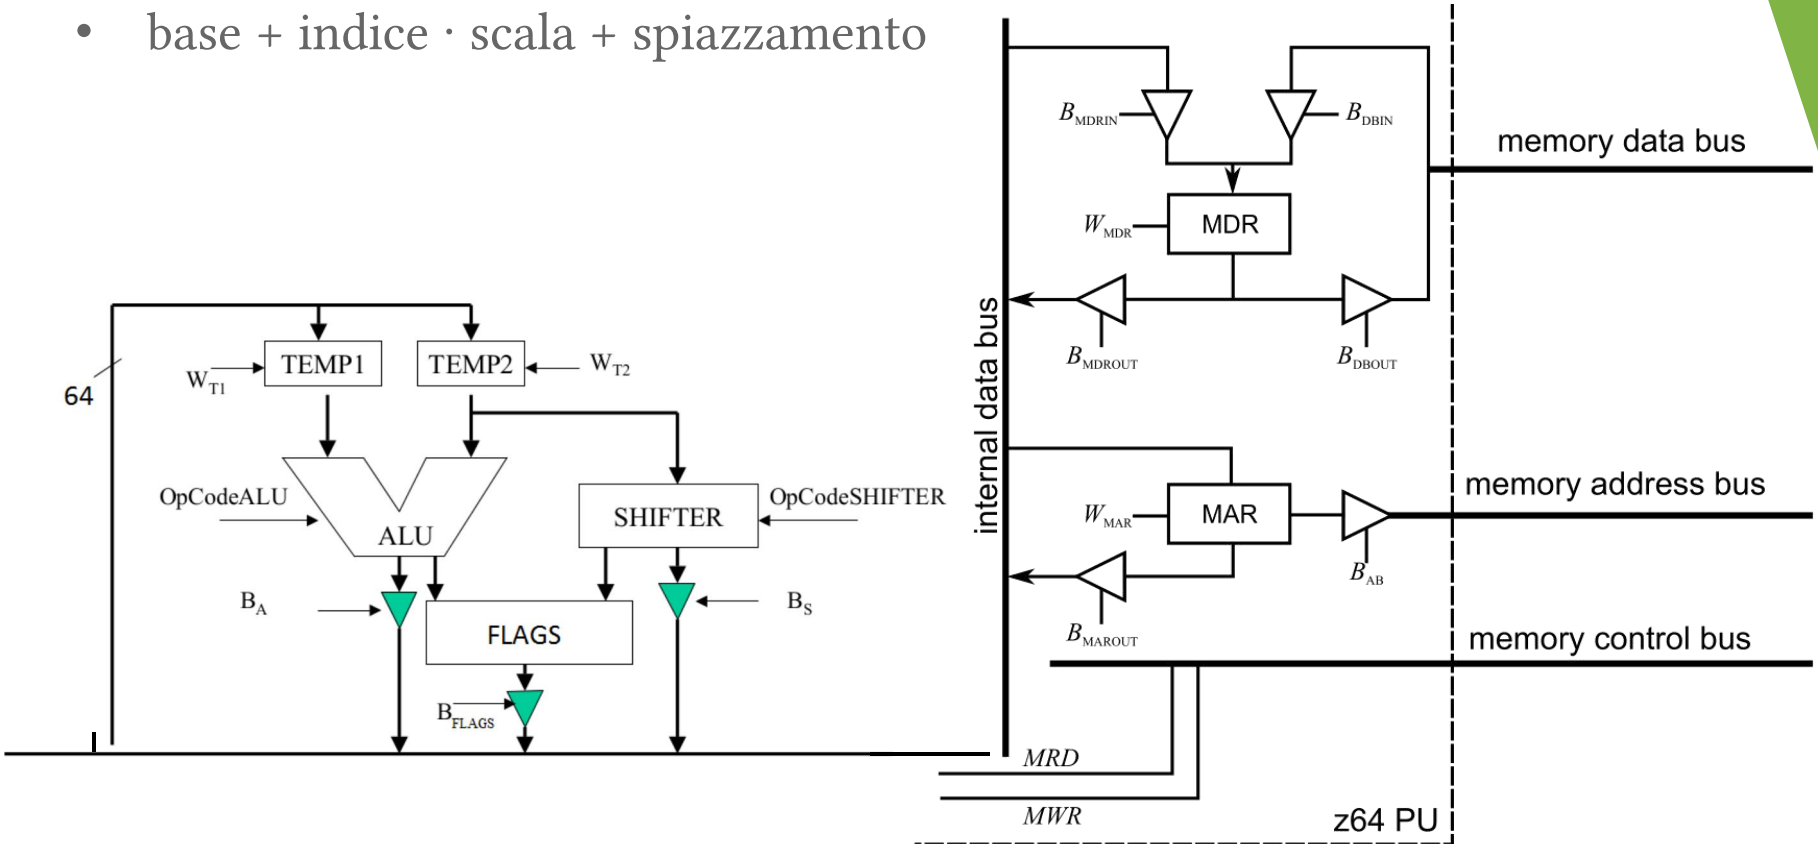 • base + indice · scala + spiazzamento
B_MDRIN
B_DBIN
memory data bus
W_MDR
MDR
B_MDROUT
B_DBOUT
internal data bus
64
W_T1
TEMP1
TEMP2
W_T2
OpCodeALU
ALU
SHIFTER
OpCodeSHIFTER
B_A
FLAGS
B_S
B_FLAGS
W_MAR
MAR
memory address bus
B_AB
B_MAROUT
memory control bus
MRD
MWR
z64 PU